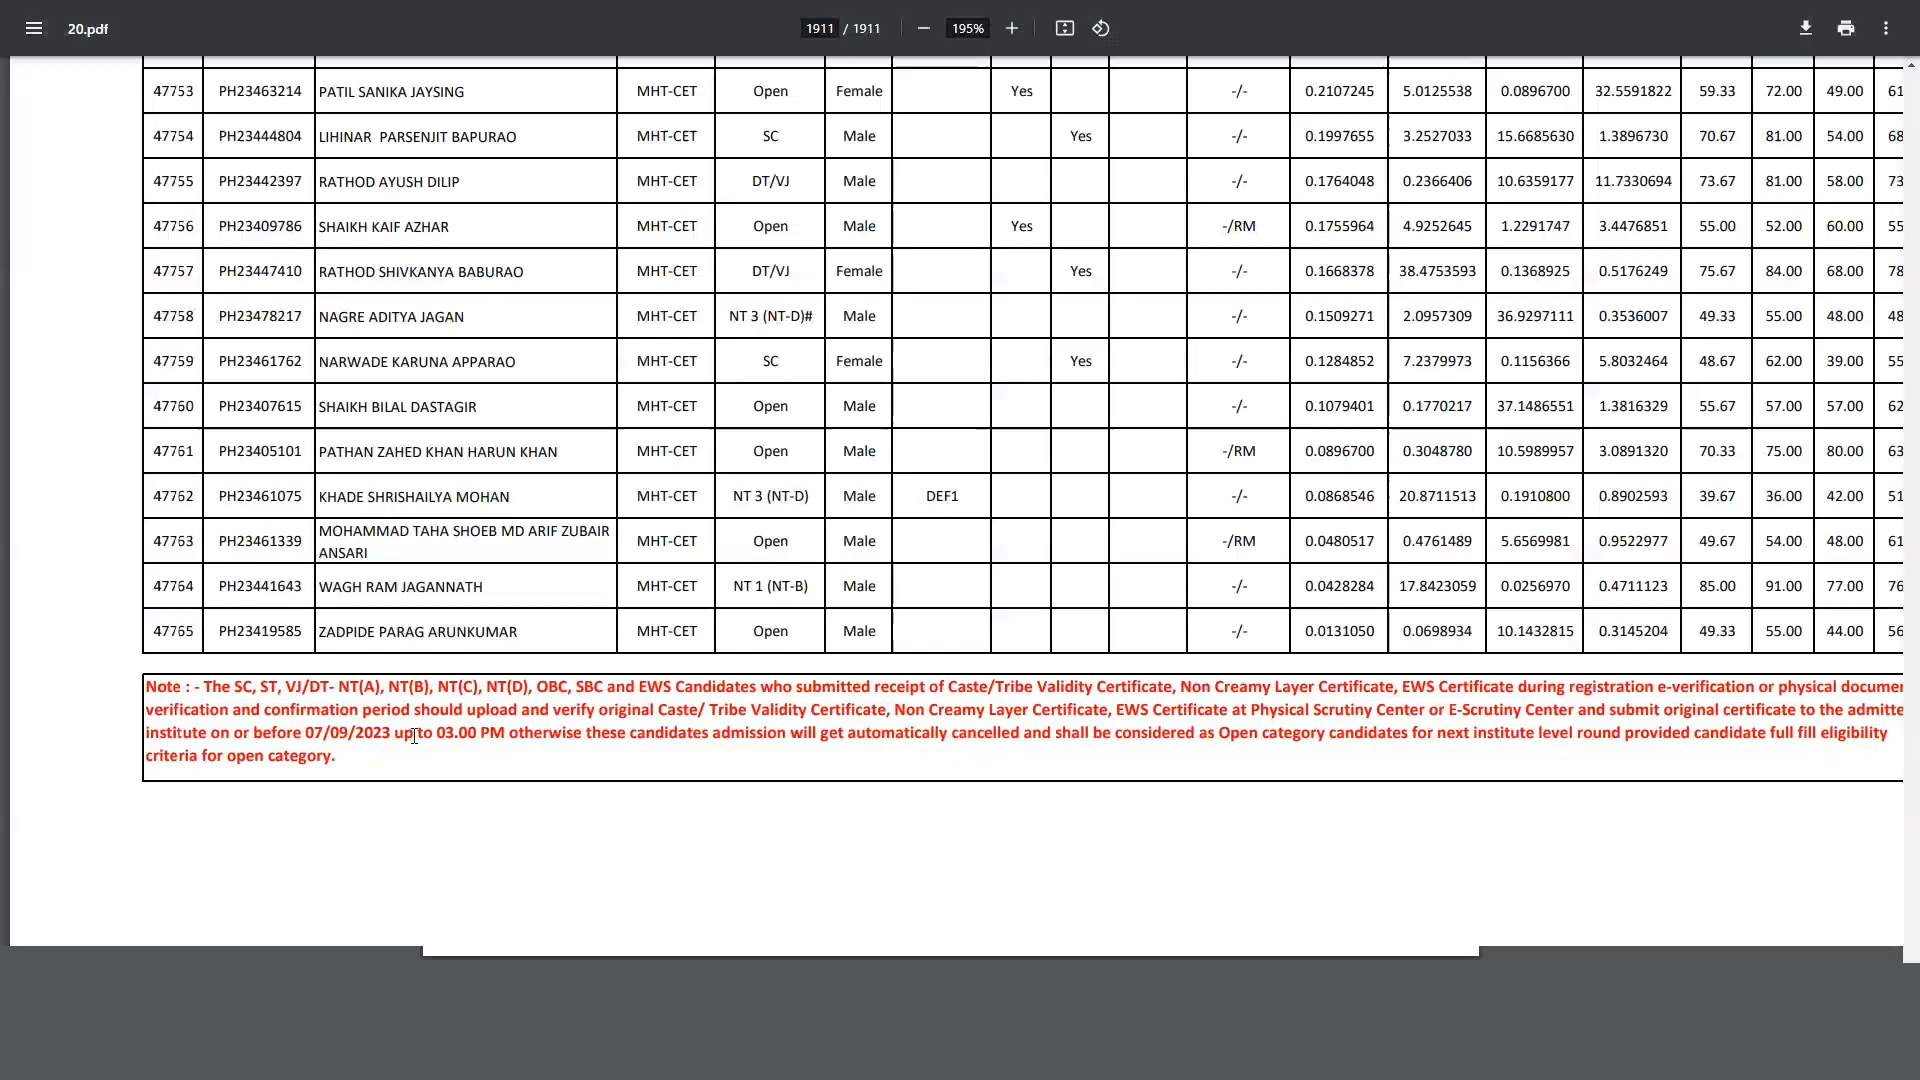 20.pdf 1911 / 1911 195%
47753 PH23463214 PATIL SANIKA JAYSING MHT-CET Open Female Yes -/- 0.2107245 5.0125538 0.0896700 32.5591822 59.33 72.00 49.00 61
47754 PH23444804 LIHINAR PARSENJIT BAPURAO MHT-CET SC Male Yes -/- 0.1997655 3.2527033 15.6685630 1.3896730 70.67 81.00 54.00 68
47755 PH23442397 RATHOD AYUSH DILIP MHT-CET DT/VJ Male -/- 0.1764048 0.2366406 10.6359177 11.7330694 73.67 81.00 58.00 73
47756 PH23409786 SHAIKH KAIF AZHAR MHT-CET Open Male Yes -/RM 0.1755964 4.9252645 1.2291747 3.4476851 55.00 52.00 60.00 55
47757 PH23447410 RATHOD SHIVKANYA BABURAO MHT-CET DT/VJ Female Yes -/- 0.1668378 38.4753593 0.1368925 0.5176249 75.67 84.00 68.00 78
47758 PH23478217 NAGRE ADITYA JAGAN MHT-CET NT 3 (NT-D)# Male -/- 0.1509271 2.0957309 36.9297111 0.3536007 49.33 55.00 48.00 48
47759 PH23461762 NARWADE KARUNA APPARAO MHT-CET SC Female Yes -/- 0.1284852 7.2379973 0.1156366 5.8032464 48.67 62.00 39.00 55
47760 PH23407615 SHAIKH BILAL DASTAGIR MHT-CET Open Male -/- 0.1079401 0.1770217 37.1486551 1.3816329 55.67 57.00 57.00 62
47761 PH23405101 PATHAN ZAHED KHAN HARUN KHAN MHT-CET Open Male -/RM 0.0896700 0.3048780 10.5989957 3.0891320 70.33 75.00 80.00 63
47762 PH23461075 KHADE SHRISHAILYA MOHAN MHT-CET NT 3 (NT-D) Male DEF1 -/- 0.0868546 20.8711513 0.1910800 0.8902593 39.67 36.00 42.00 51
47763 PH23461339 MOHAMMAD TAHA SHOEB MD ARIF ZUBAIR
ANSARI MHT-CET Open Male -/RM 0.0480517 0.4761489 5.6569981 0.9522977 49.67 54.00 48.00 61
47764 PH23441643 WAGH RAM JAGANNATH MHT-CET NT 1 (NT-B) Male -/- 0.0428284 17.8423059 0.0256970 0.4711123 85.00 91.00 77.00 76
47765 PH23419585 ZADPIDE PARAG ARUNKUMAR MHT-CET Open Male -/- 0.0131050 0.0698934 10.1432815 0.3145204 49.33 55.00 44.00 56
Note : - The SC, ST, VJ/DT- NT(A), NT(B), NT(C), NT(D), OBC, SBC and EWS Candidates who submitted receipt of Caste/Tribe Validity Certificate, Non Creamy Layer Certificate, EWS Certificate during registration e-verification or physical documen
verification and confirmation period should upload and verify original Caste/ Tribe Validity Certificate, Non Creamy Layer Certificate, EWS Certificate at Physical Scrutiny Center or E-Scrutiny Center and submit original certificate to the admitte
institute on or before 07/09/2023 up to 03.00 PM otherwise these candidates admission will get automatically cancelled and shall be considered as Open category candidates for next institute level round provided candidate full fill eligibility
criteria for open category.